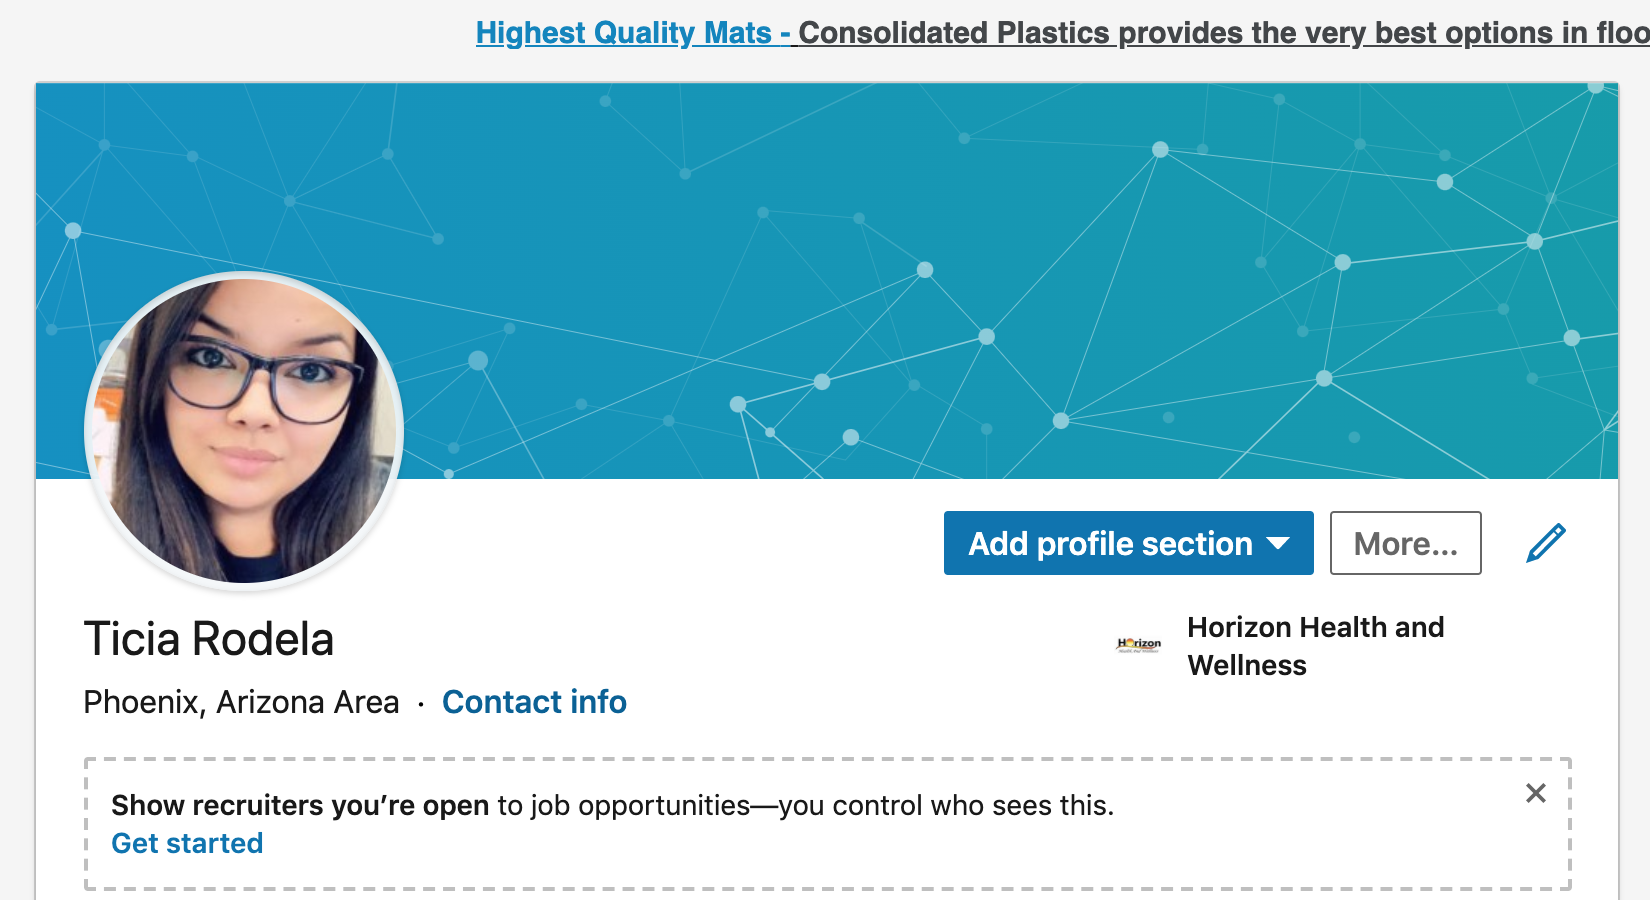 Highest Quality Mats - Consolidated Plastics provides the very best options in floo
Add profile section
More...
Ticia Rodela
Horizon
Horizon Health and
Wellness
Phoenix, Arizona Area · Contact info
Show recruiters you’re open to job opportunities—you control who sees this.
Get started